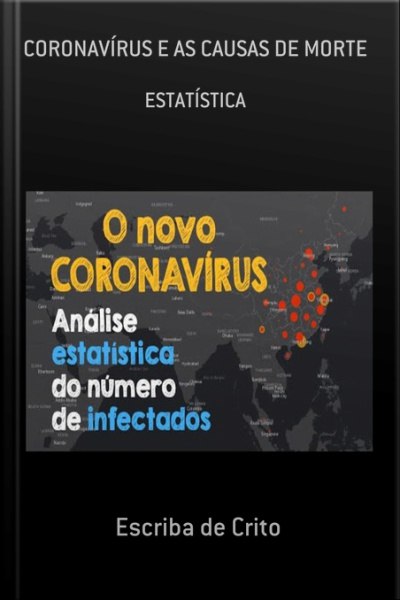 CORONAVÍRUS E AS CAUSAS DE MORTE
ESTATÍSTICA
O novo
CORONAVÍRUS
Análise
estatística
do número
de infectados
Escriba de Crito